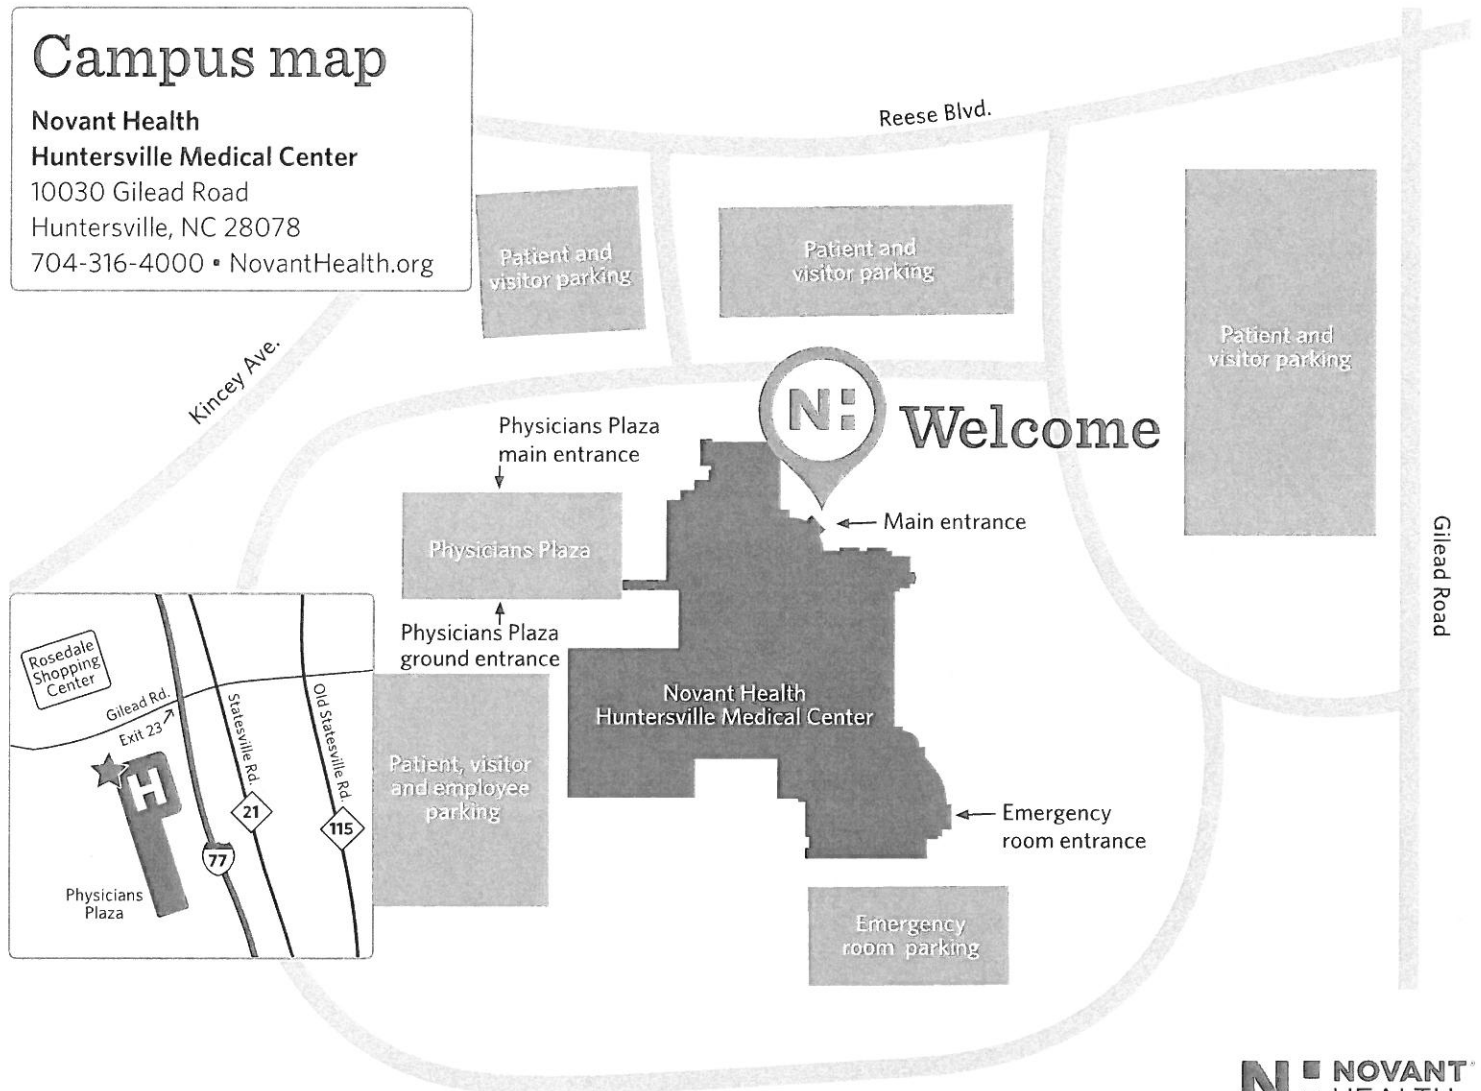 Campus map
Novant Health
Huntersville Medical Center
10030 Gilead Road
Huntersville, NC 28078
704-316-4000 ▪ NovantHealth.org
Reese Blvd.
Patient and
visitor parking
Patient and
visitor parking
Patient and
visitor parking
Kincey Ave.
N
Welcome
Physicians Plaza
main entrance
Main entrance
Physicians Plaza
Physicians Plaza
ground entrance
Gilead Road
Novant Health
Huntersville Medical Center
Rosedale
Shopping
Center
Gilead Rd.
Exit 23
Statesville Rd.
Old Statesville Rd.
H
21
115
77
Physicians
Plaza
Patient, visitor
and employee
parking
Emergency
room entrance
Emergency
room parking
N NOVANT
HEALTH